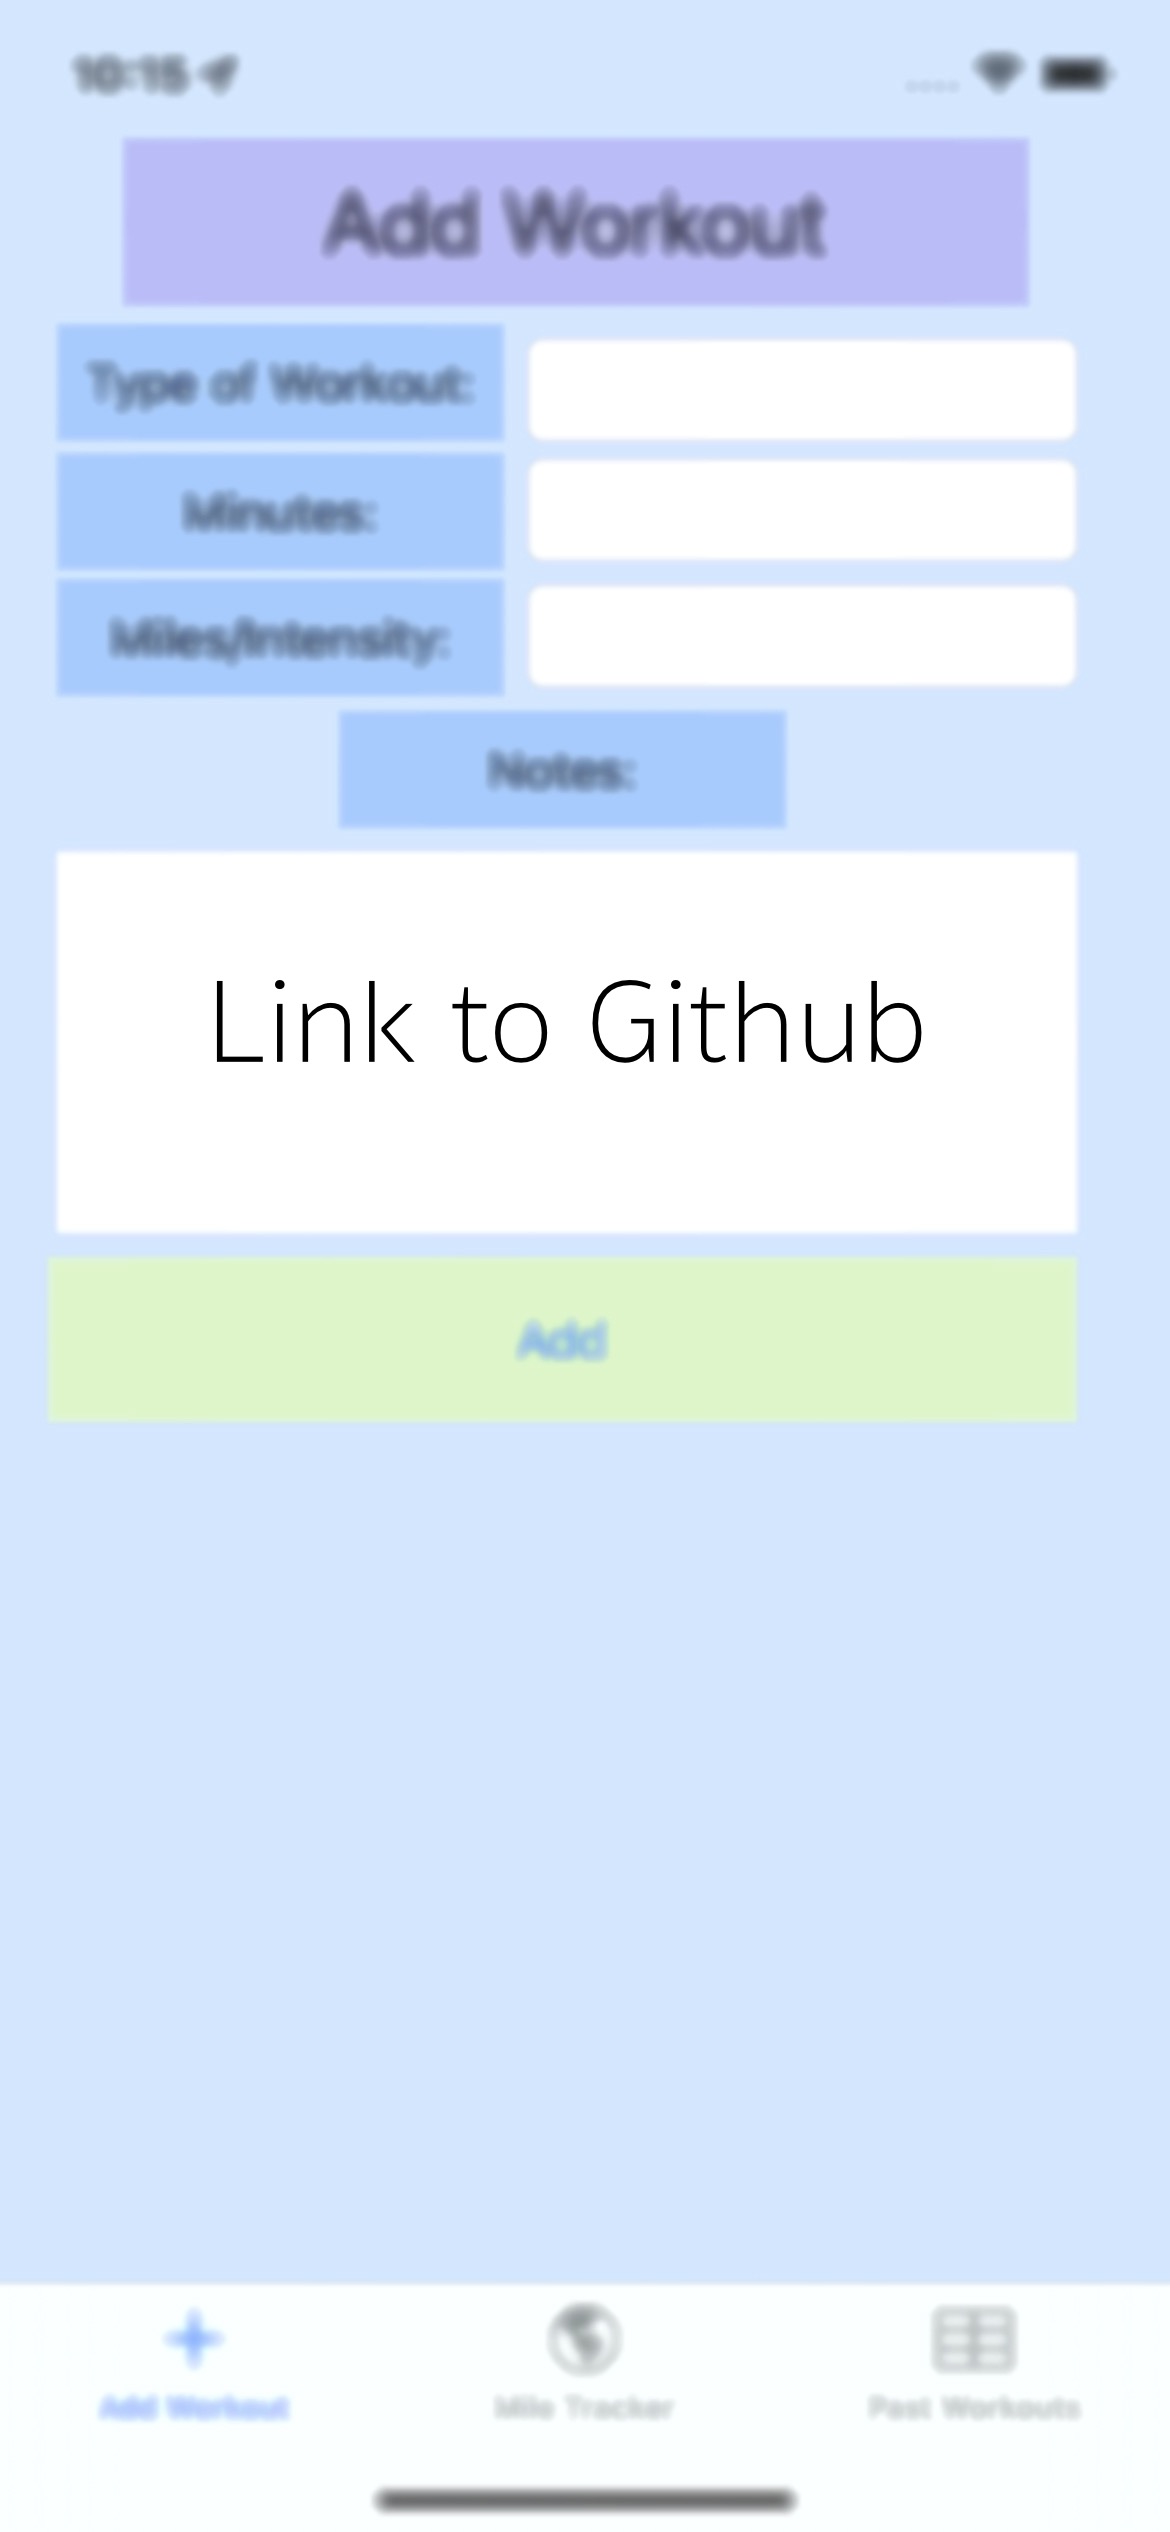 10:15
Add Workout
Type of Workout:
Minutes:
Miles/Intensity:
Notes:
Link to Github
Add
Add Workout
Mile Tracker
Past Workouts